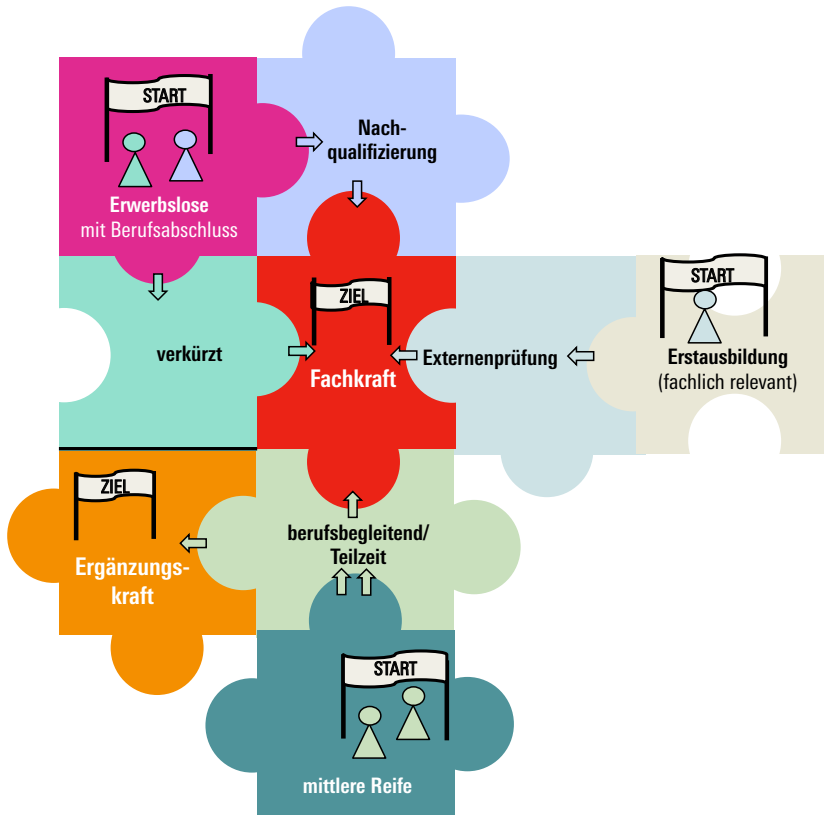 START
Erwerbslose
mit Berufsabschluss
Nach-
qualifizierung
verkürzt
ZIEL
Fachkraft
Externenprüfung
START
Erstausbildung
(fachlich relevant)
ZIEL
Ergänzungs-
kraft
berufsbegleitend/
Teilzeit
START
mittlere Reife